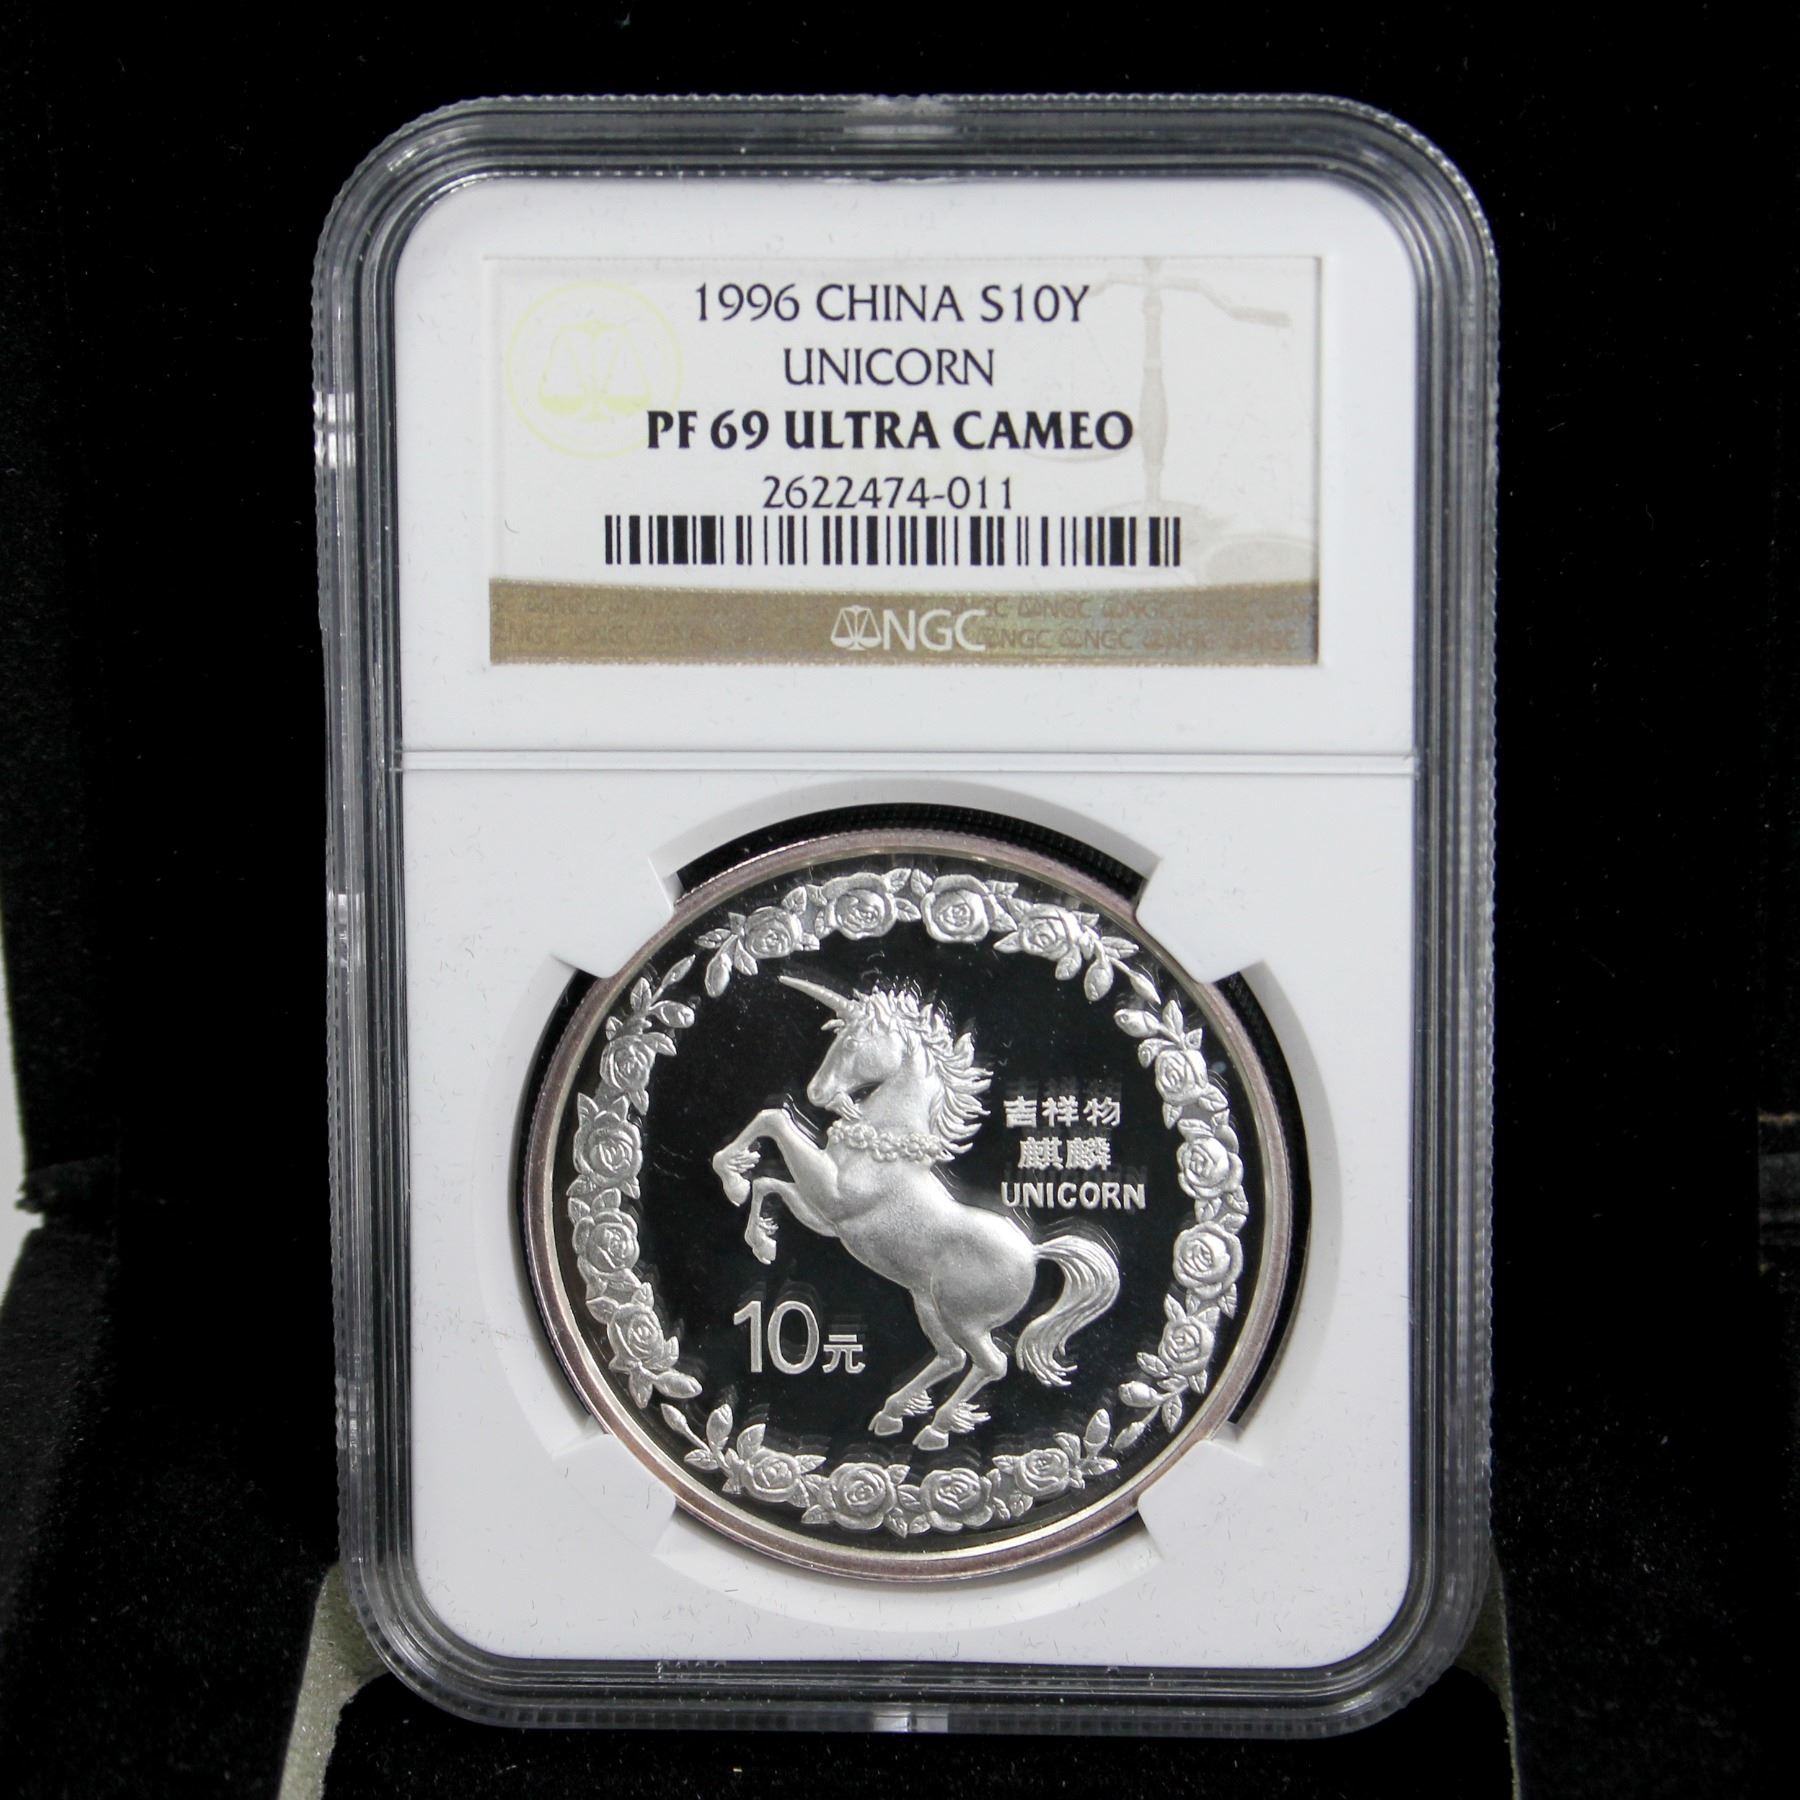 1996 CHINA S10Y
UNICORN
PF 69 ULTRA CAMEO
2622474-011
NGC
吉祥物
麒麟
UNICORN
10元